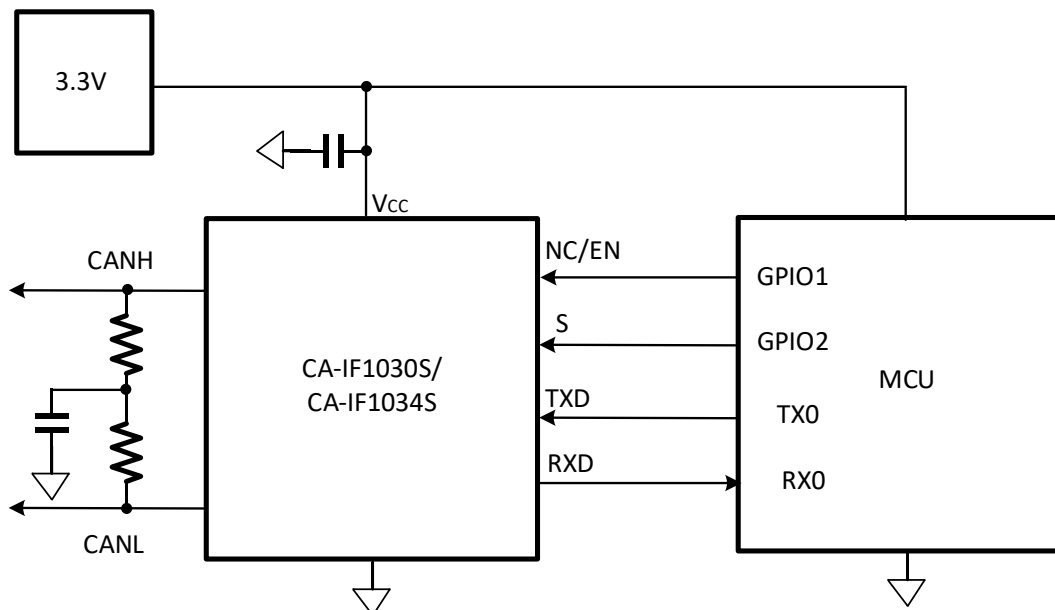 3.3V
Vcc
CANH
NC/EN
GPIO1
S
GPIO2
CA-IF1030S/
CA-IF1034S
MCU
TXD
TX0
RXD
RX0
CANL